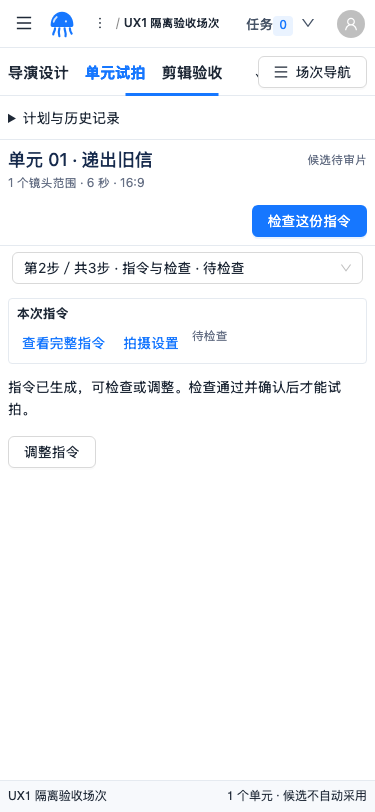 ⋮ / UX1 隔离验收场次 任务 0
导演设计 单元试拍 剪辑验收 场次导航
▶ 计划与历史记录
单元 01 · 递出旧信 候选待审片
1 个镜头范围 · 6 秒 · 16:9
检查这份指令
第2步 / 共3步 · 指令与检查 · 待检查
本次指令
查看完整指令 拍摄设置 待检查
指令已生成，可检查或调整。检查通过并确认后才能试
拍。
调整指令
UX1 隔离验收场次 1 个单元 · 候选不自动采用